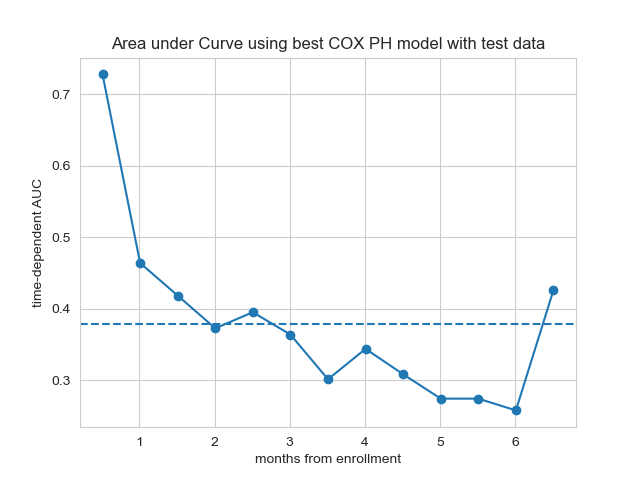 Area under Curve using best COX PH model with test data
time-dependent AUC
0.7
0.6
0.5
0.4
0.3
1 2 3 4 5 6
months from enrollment